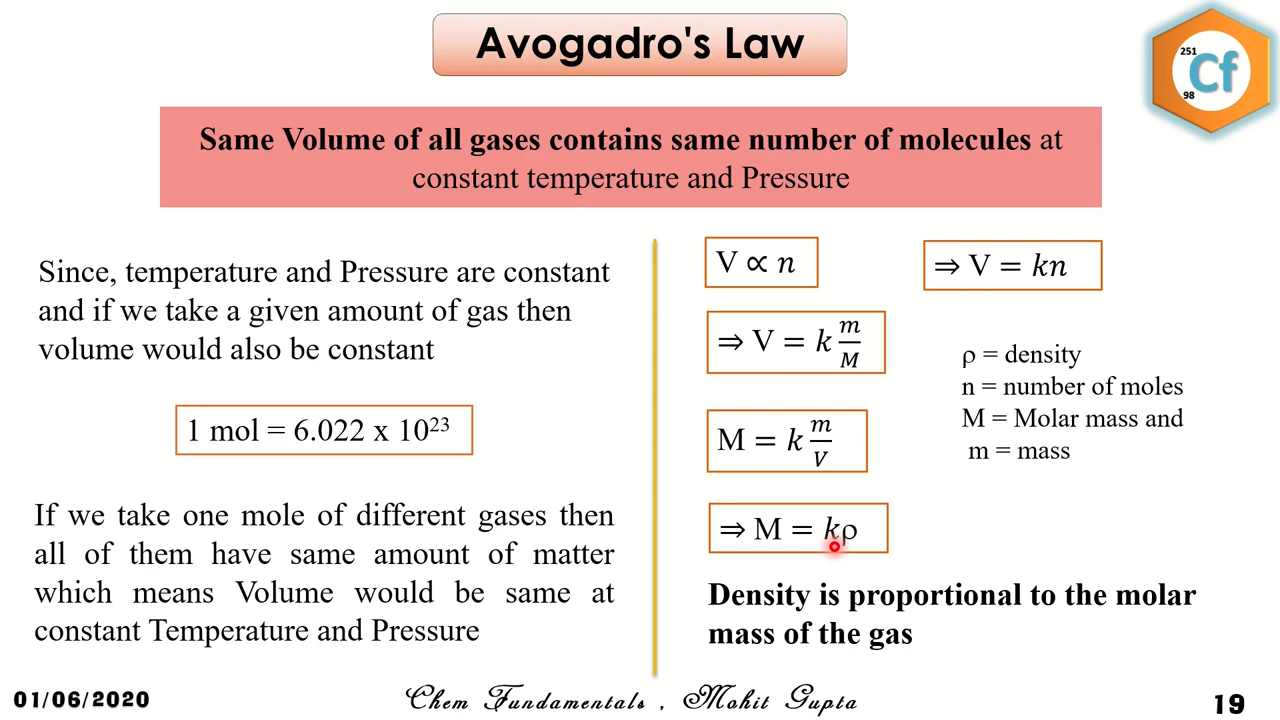 Avogadro's Law
251
Cf
98
Same Volume of all gases contains same number of molecules at
constant temperature and Pressure
Since, temperature and Pressure are constant
and if we take a given amount of gas then
volume would also be constant
1 mol = 6.022 x 10²³
If we take one mole of different gases then
all of them have same amount of matter
which means Volume would be same at
constant Temperature and Pressure
V ∝ n
⇒ V = kn
⇒ V = k m/M
M = k m/V
⇒ M = kρ
ρ = density
n = number of moles
M = Molar mass and
m = mass
Density is proportional to the molar
mass of the gas
01/06/2020
Chem Fundamentals , Mohit Gupta
19